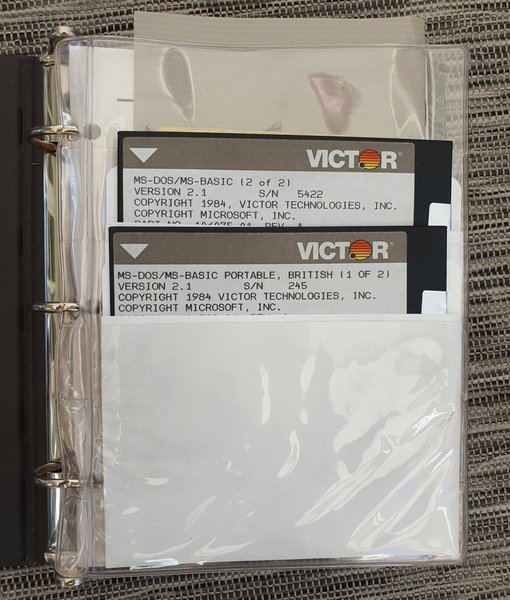 VICTOR®
MS-DOS/MS-BASIC (2 of 2)
VERSION 2.1 S/N 5422
COPYRIGHT 1984, VICTOR TECHNOLOGIES, INC.
COPYRIGHT MICROSOFT, INC.
VICTOR®
MS-DOS/MS-BASIC PORTABLE, BRITISH (1 OF 2)
VERSION 2.1 S/N 245
COPYRIGHT 1984 VICTOR TECHNOLOGIES, INC.
COPYRIGHT MICROSOFT, INC.